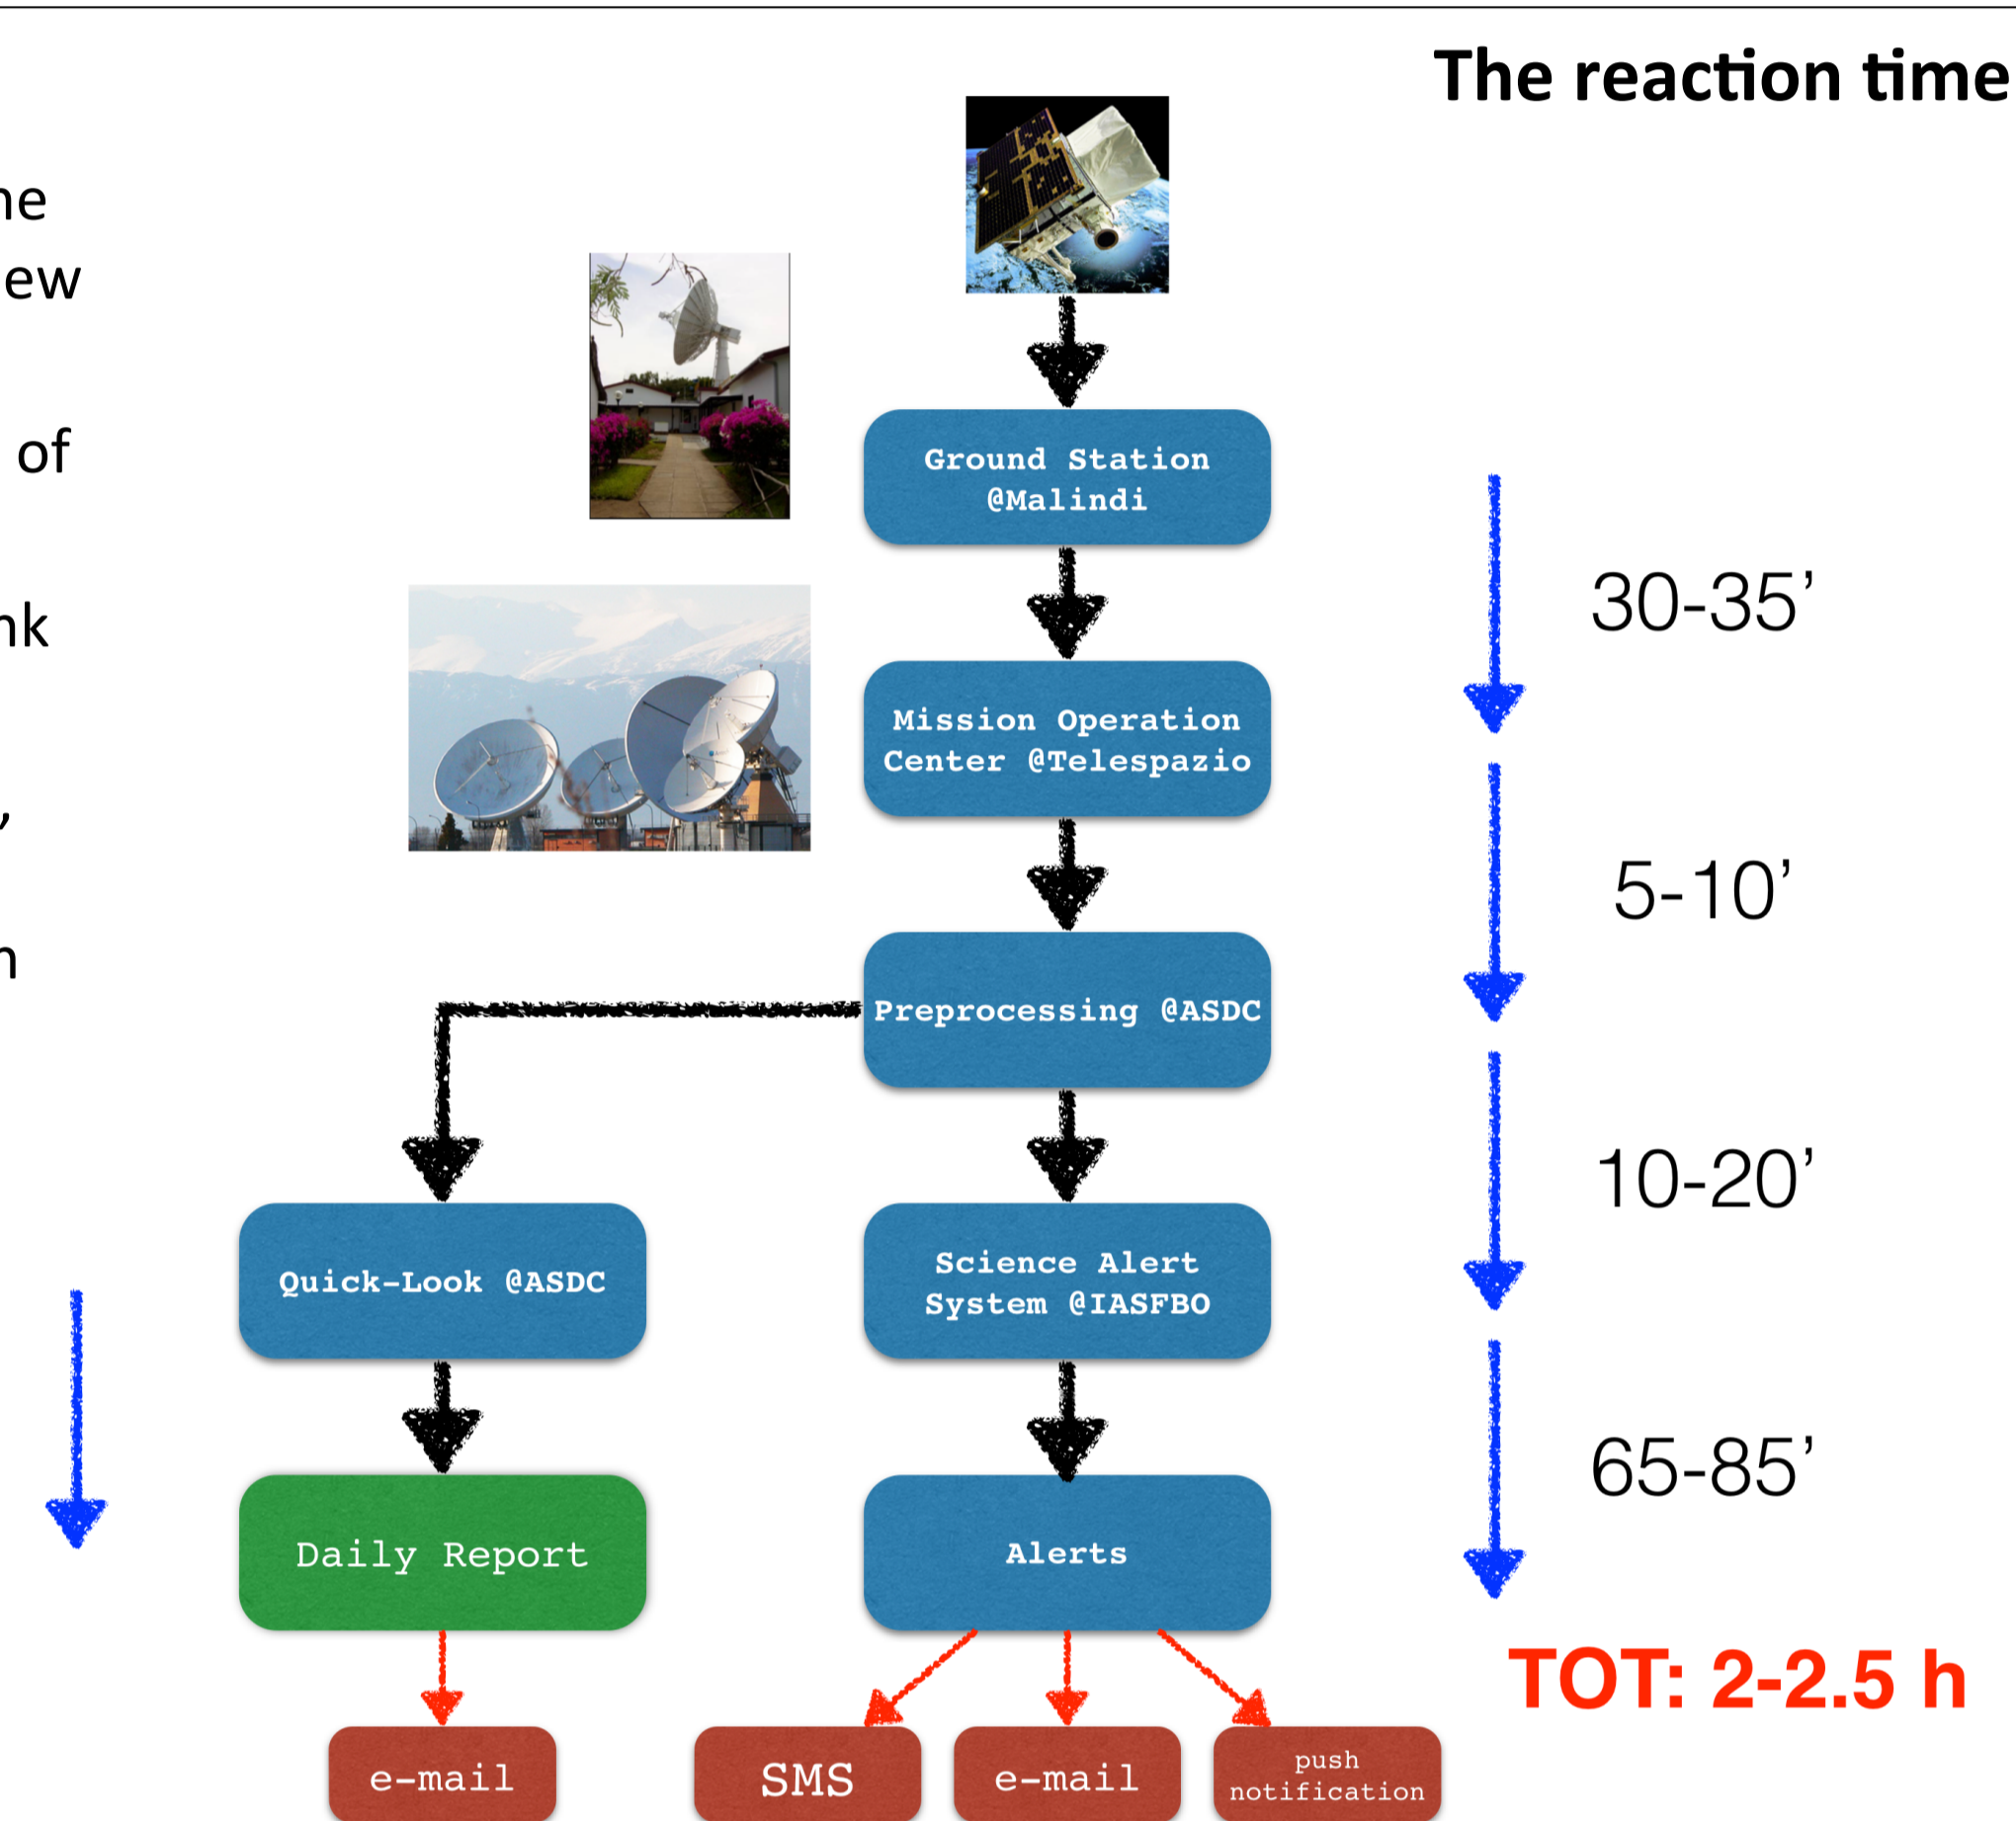 The reaction time
ew
of
Ground Station
@Malindi
30-35’
Mission Operation
Center @Telespazio
5-10’
Preprocessing @ASDC
10-20’
Quick-Look @ASDC
Science Alert
System @IASFBO
65-85’
Daily Report
Alerts
TOT: 2-2.5 h
e-mail
SMS
e-mail
push
notification